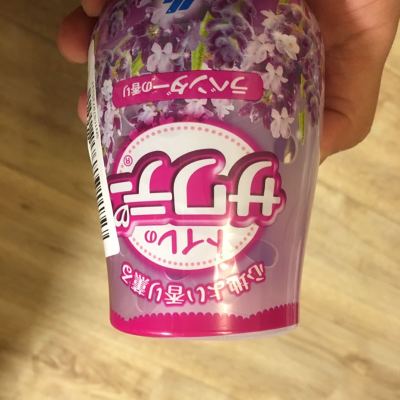 心地よい香り薫る
トイレの
サワデー®
ラベンダーの香り